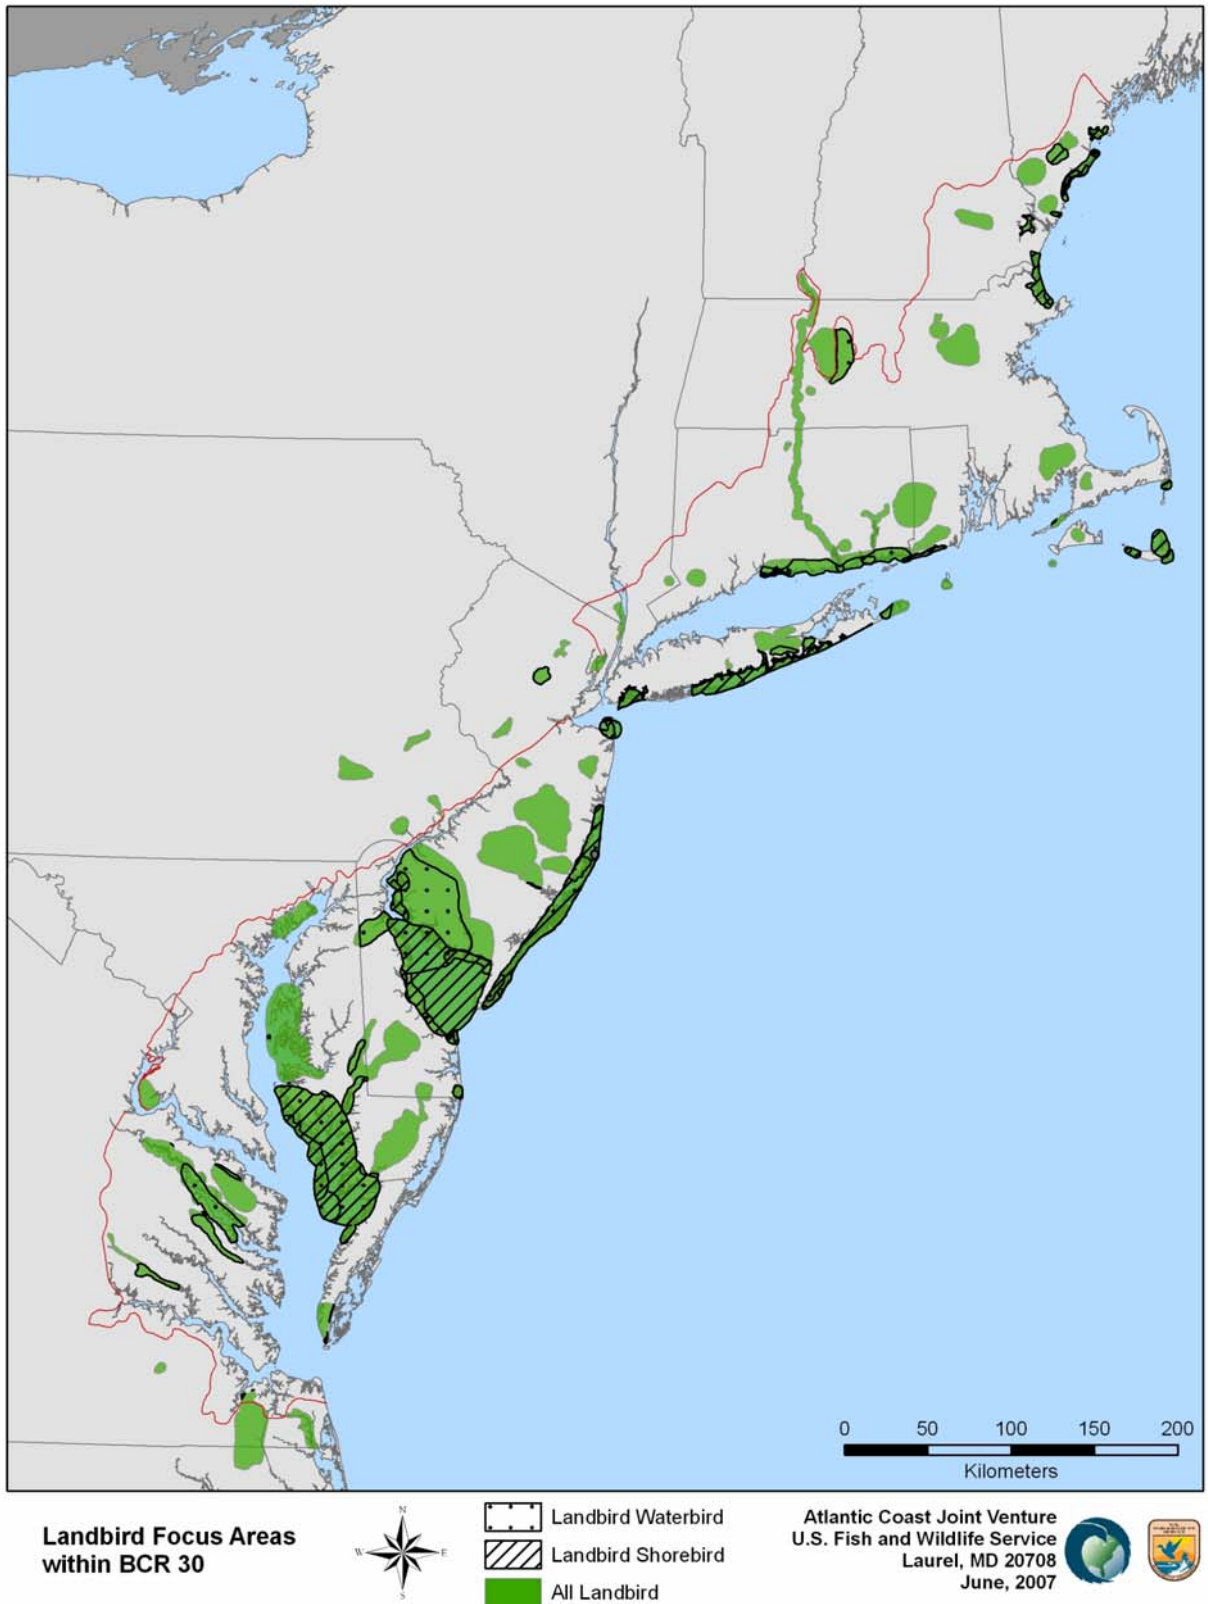 0 50 100 150 200
Kilometers
Landbird Focus Areas
within BCR 30
N
W E
S
Landbird Waterbird
Landbird Shorebird
All Landbird
Atlantic Coast Joint Venture
U.S. Fish and Wildlife Service
Laurel, MD 20708
June, 2007